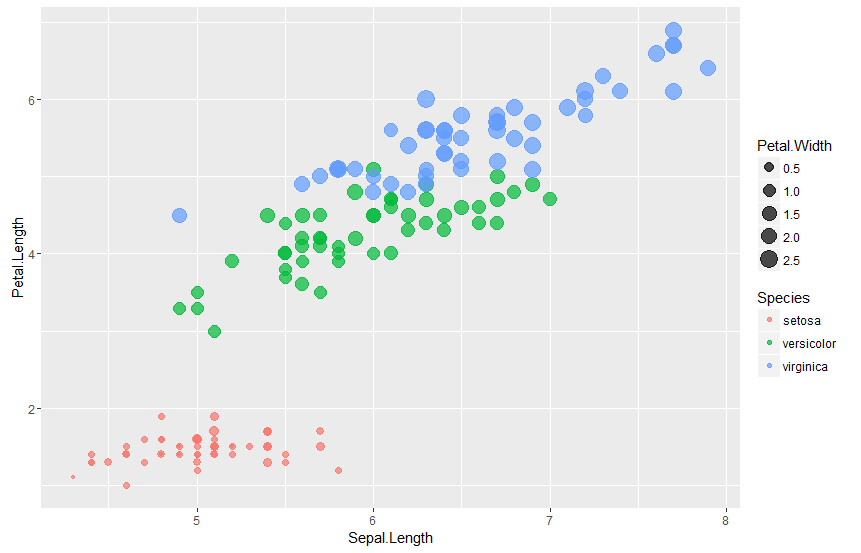 Petal.Length
6
4
2
5
6
7
8
Sepal.Length
Petal.Width
0.5
1.0
1.5
2.0
2.5
Species
setosa
versicolor
virginica